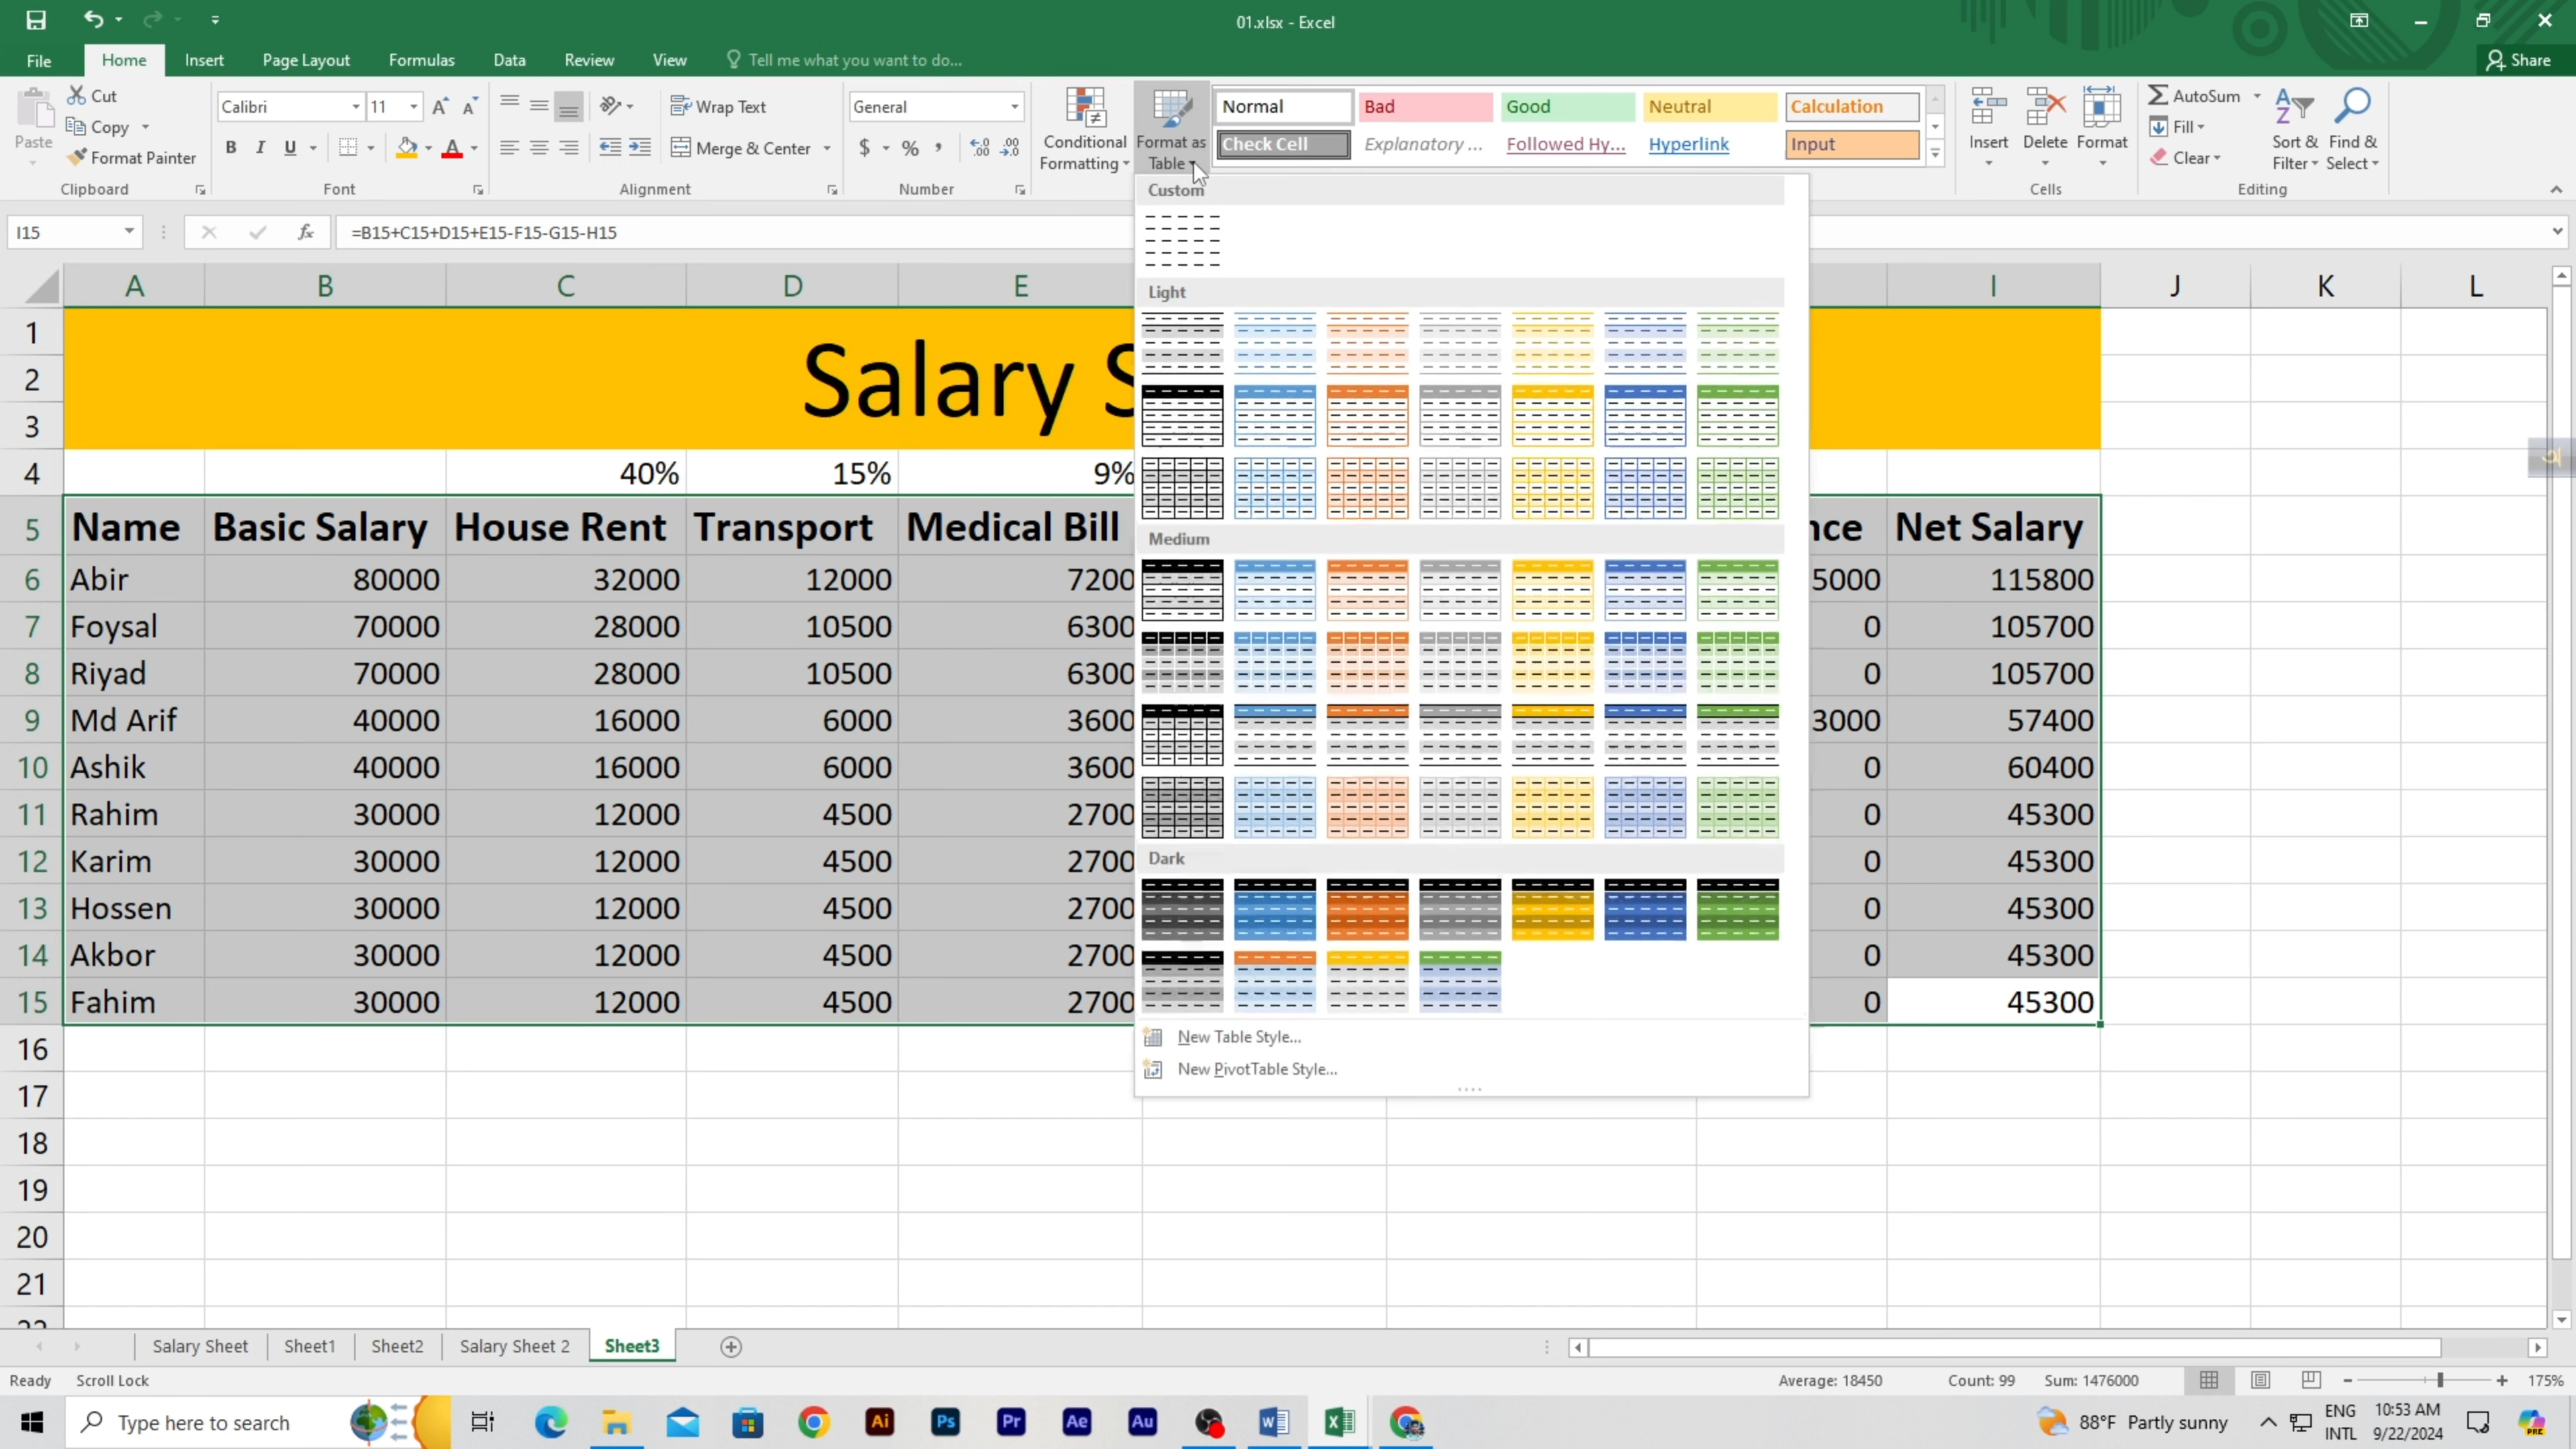 01.xlsx - Excel
File Home Insert Page Layout Formulas Data Review View Tell me what you want to do... Share
Paste
Cut
Copy
Format Painter
Clipboard
Calibri 11
B I U
Font
Wrap Text
Merge & Center
Alignment
General
$ % ,
Number
Conditional Formatting
Format as Table
Normal Bad Good Neutral Calculation
Check Cell Explanatory ... Followed Hy... Hyperlink Input
Insert Delete Format
Cells
AutoSum
Fill
Clear
Sort & Filter
Find & Select
Editing
I15 fx =B15+C15+D15+E15-F15-G15-H15
A B C D E I J K L
1
2 Salary S
3
4 40% 15% 9%
5 Name Basic Salary House Rent Transport Medical Bill nce Net Salary
6 Abir 80000 32000 12000 7200 5000 115800
7 Foysal 70000 28000 10500 6300 0 105700
8 Riyad 70000 28000 10500 6300 0 105700
9 Md Arif 40000 16000 6000 3600 3000 57400
10 Ashik 40000 16000 6000 3600 0 60400
11 Rahim 30000 12000 4500 2700 0 45300
12 Karim 30000 12000 4500 2700 0 45300
13 Hossen 30000 12000 4500 2700 0 45300
14 Akbor 30000 12000 4500 2700 0 45300
15 Fahim 30000 12000 4500 2700 0 45300
16
17
18
19
20
21
22
Custom
Light
Medium
Dark
New Table Style...
New PivotTable Style...
Salary Sheet Sheet1 Sheet2 Salary Sheet 2 Sheet3
Ready Scroll Lock Average: 18450 Count: 99 Sum: 1476000 175%
Type here to search Ai Ps Pr Ae Au 88°F Partly sunny ENG 10:53 AM
INTL 9/22/2024 PRE